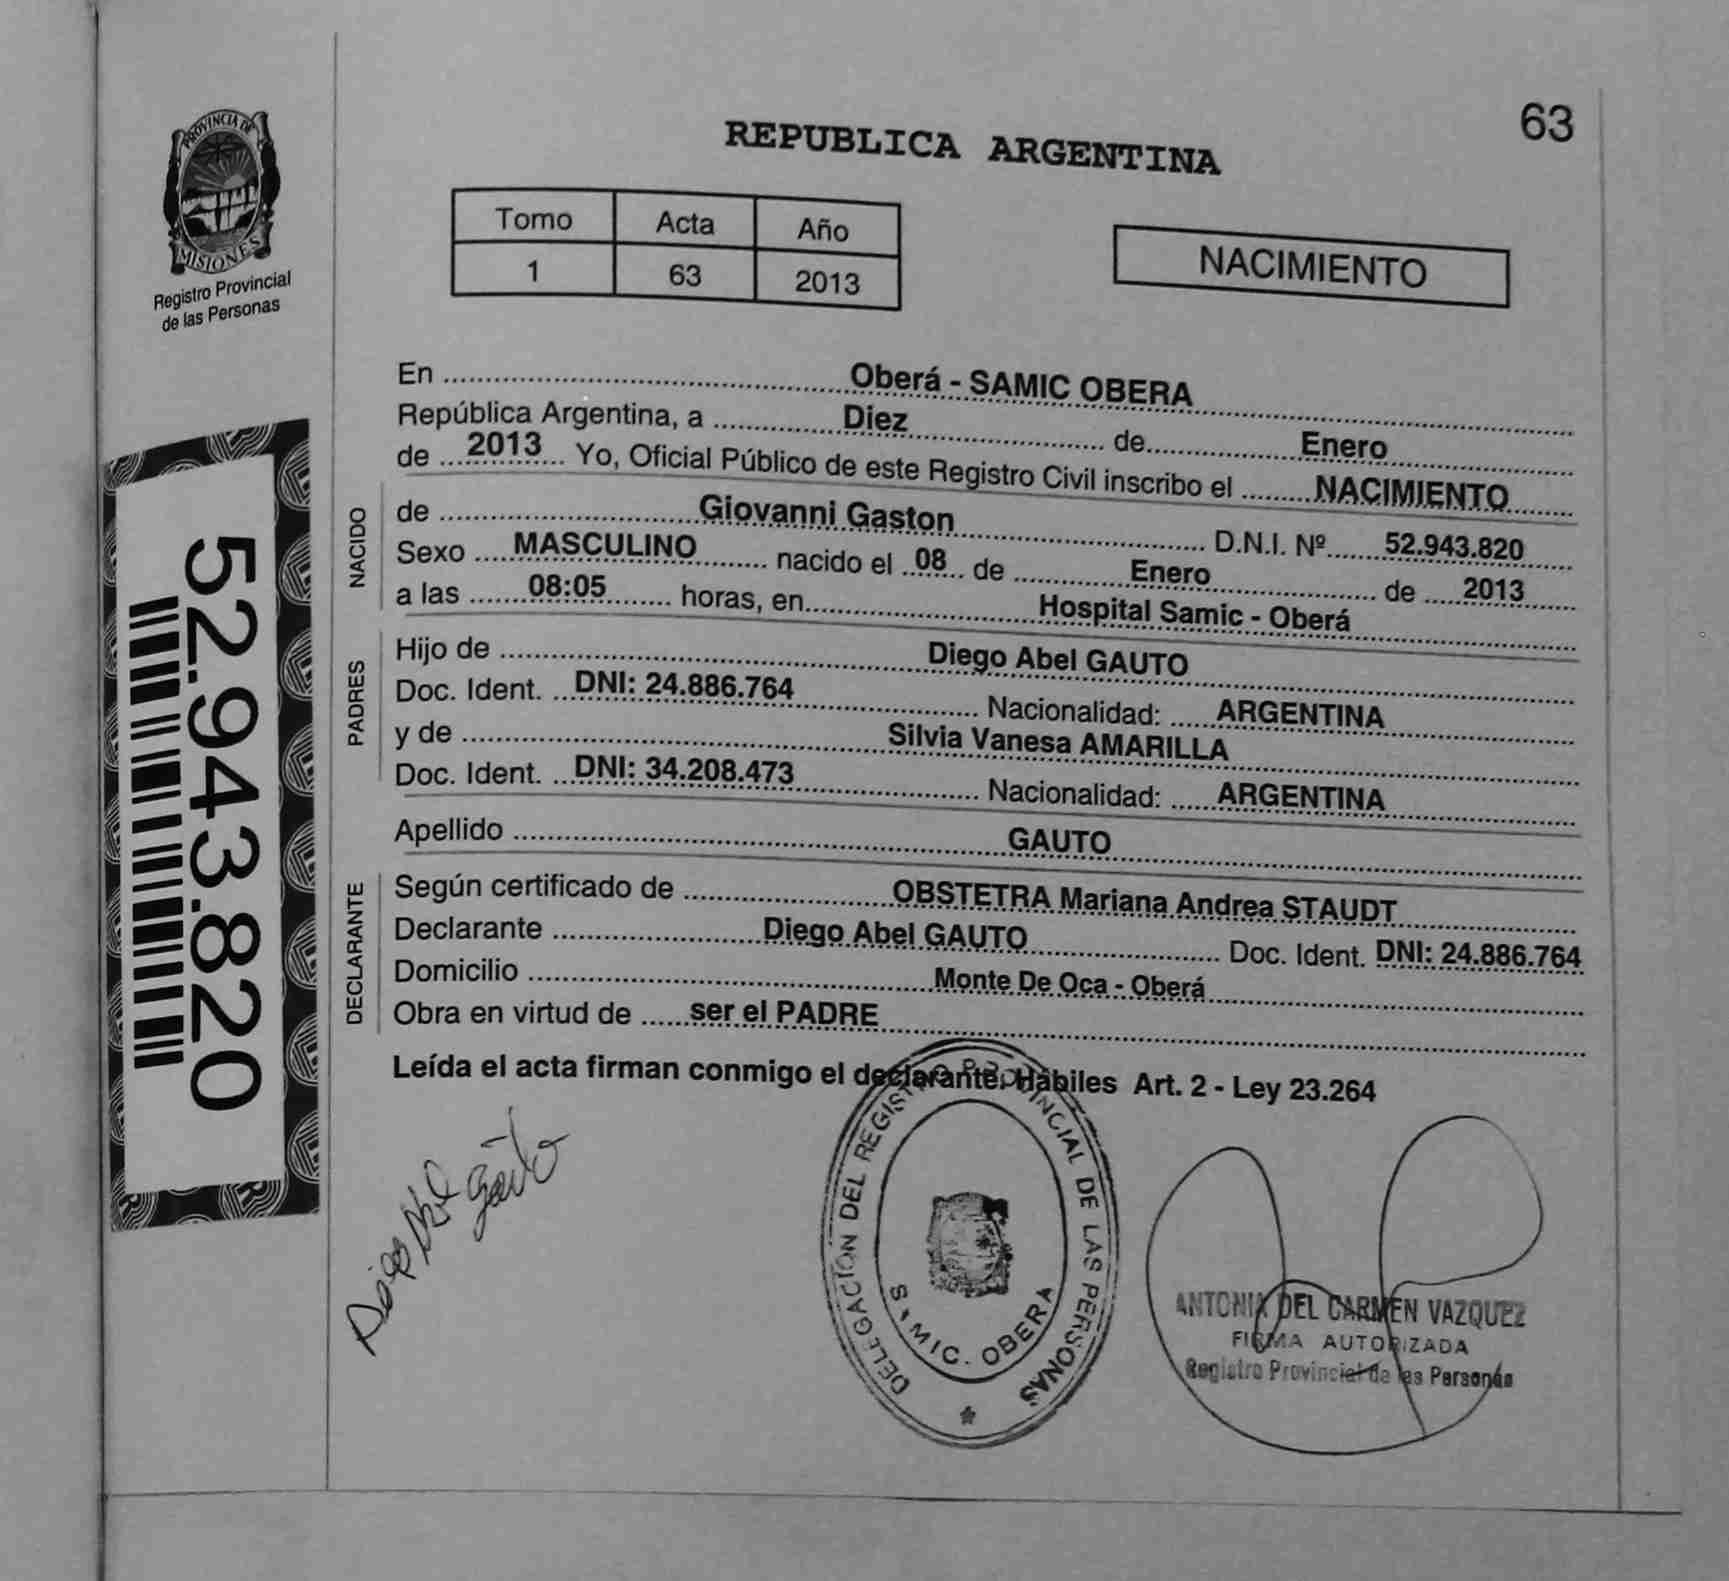 63
REPUBLICA ARGENTINA
PROVINCIA DE
MISIONES
Registro Provincial
de las Personas
Tomo Acta Año
1 63 2013
NACIMIENTO
En Oberá - SAMIC OBERA
República Argentina, a Diez de Enero
de 2013 Yo, Oficial Público de este Registro Civil inscribo el NACIMIENTO
NACIDO
de Giovanni Gaston D.N.I. Nº 52.943.820
Sexo MASCULINO nacido el 08 de Enero de 2013
a las 08:05 horas, en Hospital Samic - Oberá
PADRES
Hijo de Diego Abel GAUTO
Doc. Ident. DNI: 24.886.764 Nacionalidad: ARGENTINA
y de Silvia Vanesa AMARILLA
Doc. Ident. DNI: 34.208.473 Nacionalidad: ARGENTINA
Apellido GAUTO
DECLARANTE
Según certificado de OBSTETRA Mariana Andrea STAUDT
Declarante Diego Abel GAUTO Doc. Ident. DNI: 24.886.764
Domicilio Monte De Oca - Oberá
Obra en virtud de ser el PADRE
Leída el acta firman conmigo el declarante. Hábiles Art. 2 - Ley 23.264
52.943.820
Diego Abel Gauto
DELEGACION DEL REGISTRO PROVINCIAL DE LAS PERSONAS
SAMIC. OBERA
ANTONIA DEL CARMEN VAZQUEZ
FIRMA AUTORIZADA
Registro Provincial de las Personas